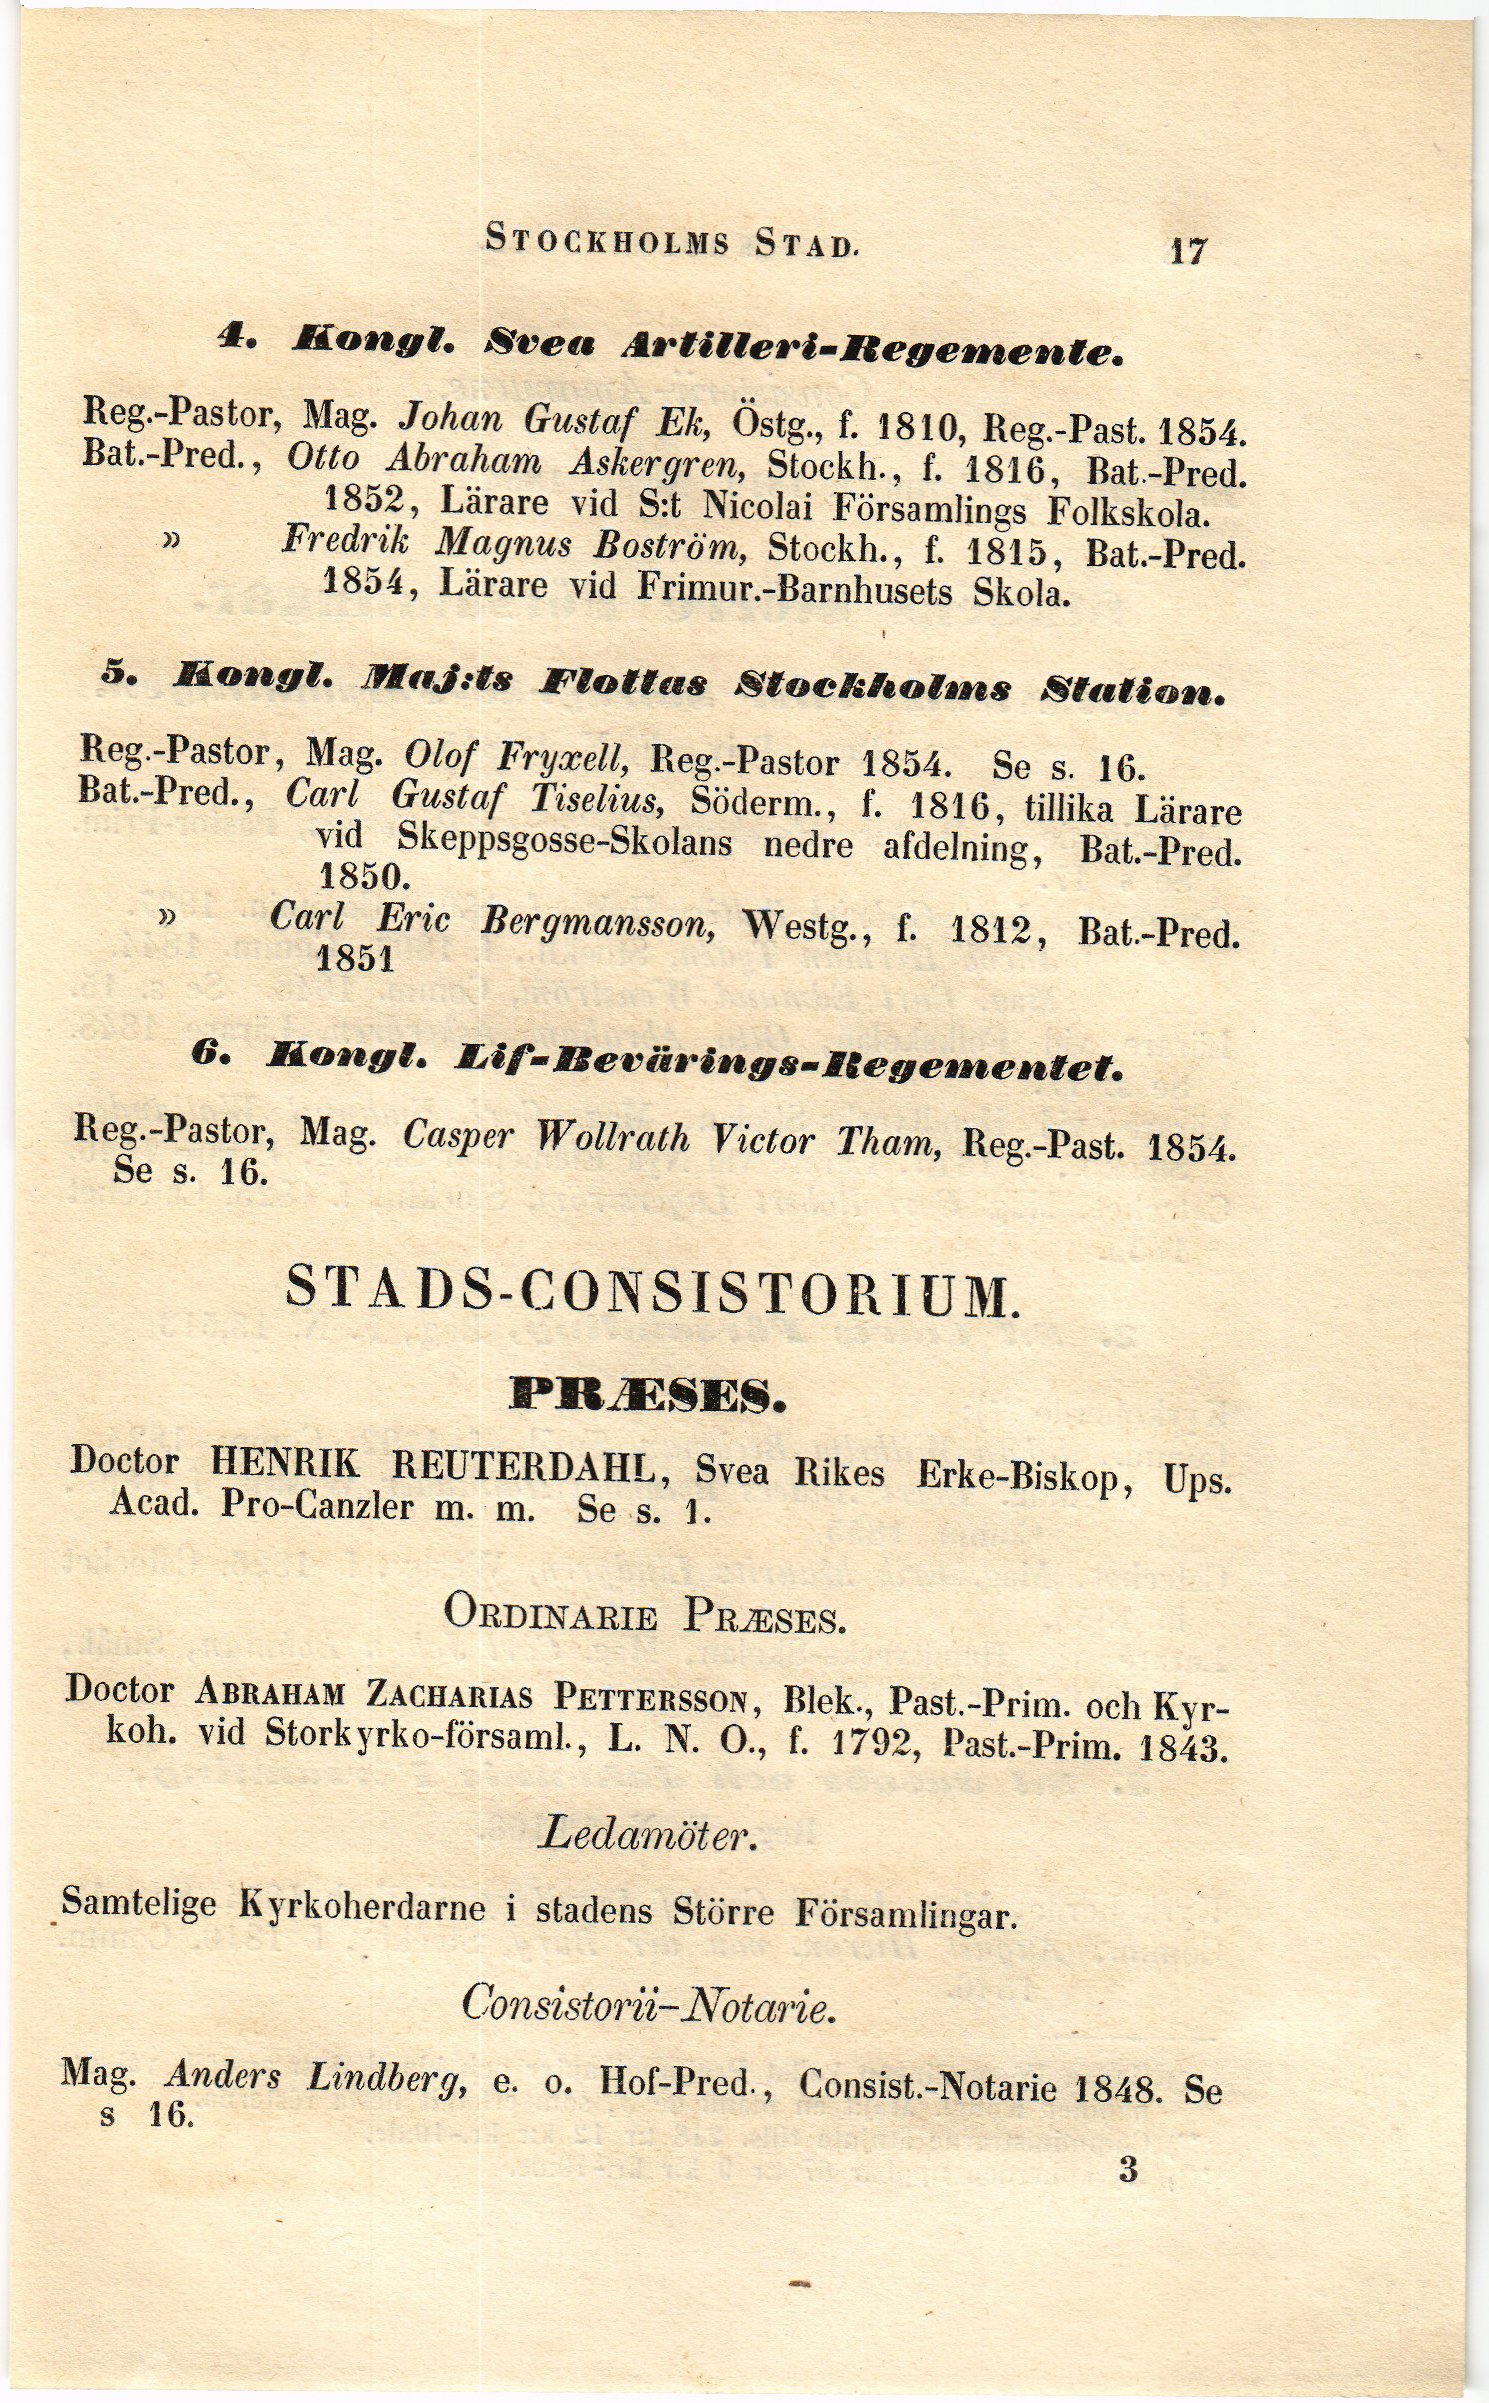 STOCKHOLMS STAD. 17
4. Kongl. Svea Artilleri-Regemente.
Reg.-Pastor, Mag. Johan Gustaf Ek, Östg., f. 1810, Reg.-Past. 1854.
Bat.-Pred., Otto Abraham Askergren, Stockh., f. 1816, Bat.-Pred.
1852, Lärare vid S:t Nicolai Församlings Folkskola.
» Fredrik Magnus Boström, Stockh., f. 1815, Bat.-Pred.
1854, Lärare vid Frimur.-Barnhusets Skola.
5. Kongl. Maj:ts Flottas Stockholms Station.
Reg.-Pastor, Mag. Olof Fryxell, Reg.-Pastor 1854. Se s. 16.
Bat.-Pred., Carl Gustaf Tiselius, Söderm., f. 1816, tillika Lärare
vid Skeppsgosse-Skolans nedre afdelning, Bat.-Pred.
1850.
» Carl Eric Bergmansson, Westg., f. 1812, Bat.-Pred.
1851
6. Kongl. Lif-Bevärings-Regementet.
Reg.-Pastor, Mag. Casper Wollrath Victor Tham, Reg.-Past. 1854.
Se s. 16.
STADS-CONSISTORIUM.
PRÆSES.
Doctor HENRIK REUTERDAHL, Svea Rikes Erke-Biskop, Ups.
Acad. Pro-Canzler m. m. Se s. 1.
ORDINARIE PRÆSES.
Doctor ABRAHAM ZACHARIAS PETTERSSON, Blek., Past.-Prim. och Kyr-
koh. vid Storkyrko-församl., L. N. O., f. 1792, Past.-Prim. 1843.
Ledamöter.
Samtelige Kyrkoherdarne i stadens Större Församlingar.
Consistorii-Notarie.
Mag. Anders Lindberg, e. o. Hof-Pred., Consist.-Notarie 1848. Se
s 16.
3